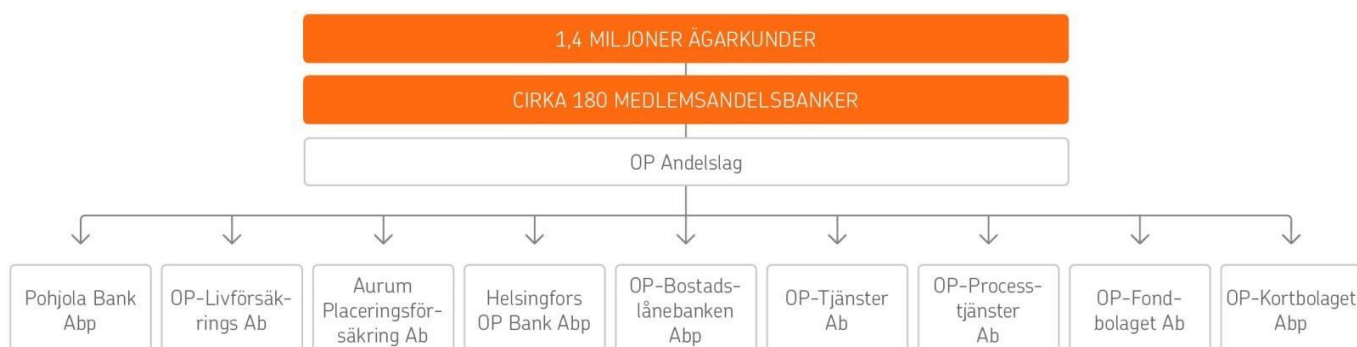 1,4 MILJONER ÄGARKUNDER
CIRKA 180 MEDLEMSANDELSBANKER
OP Andelslag
Pohjola Bank
Abp
OP-Livförsäk-
rings Ab
Aurum
Placeringsför-
säkring Ab
Helsingfors
OP Bank Abp
OP-Bostads-
lånebanken
Abp
OP-Tjänster
Ab
OP-Process-
tjänster
Ab
OP-Fond-
bolaget Ab
OP-Kortbolaget
Abp